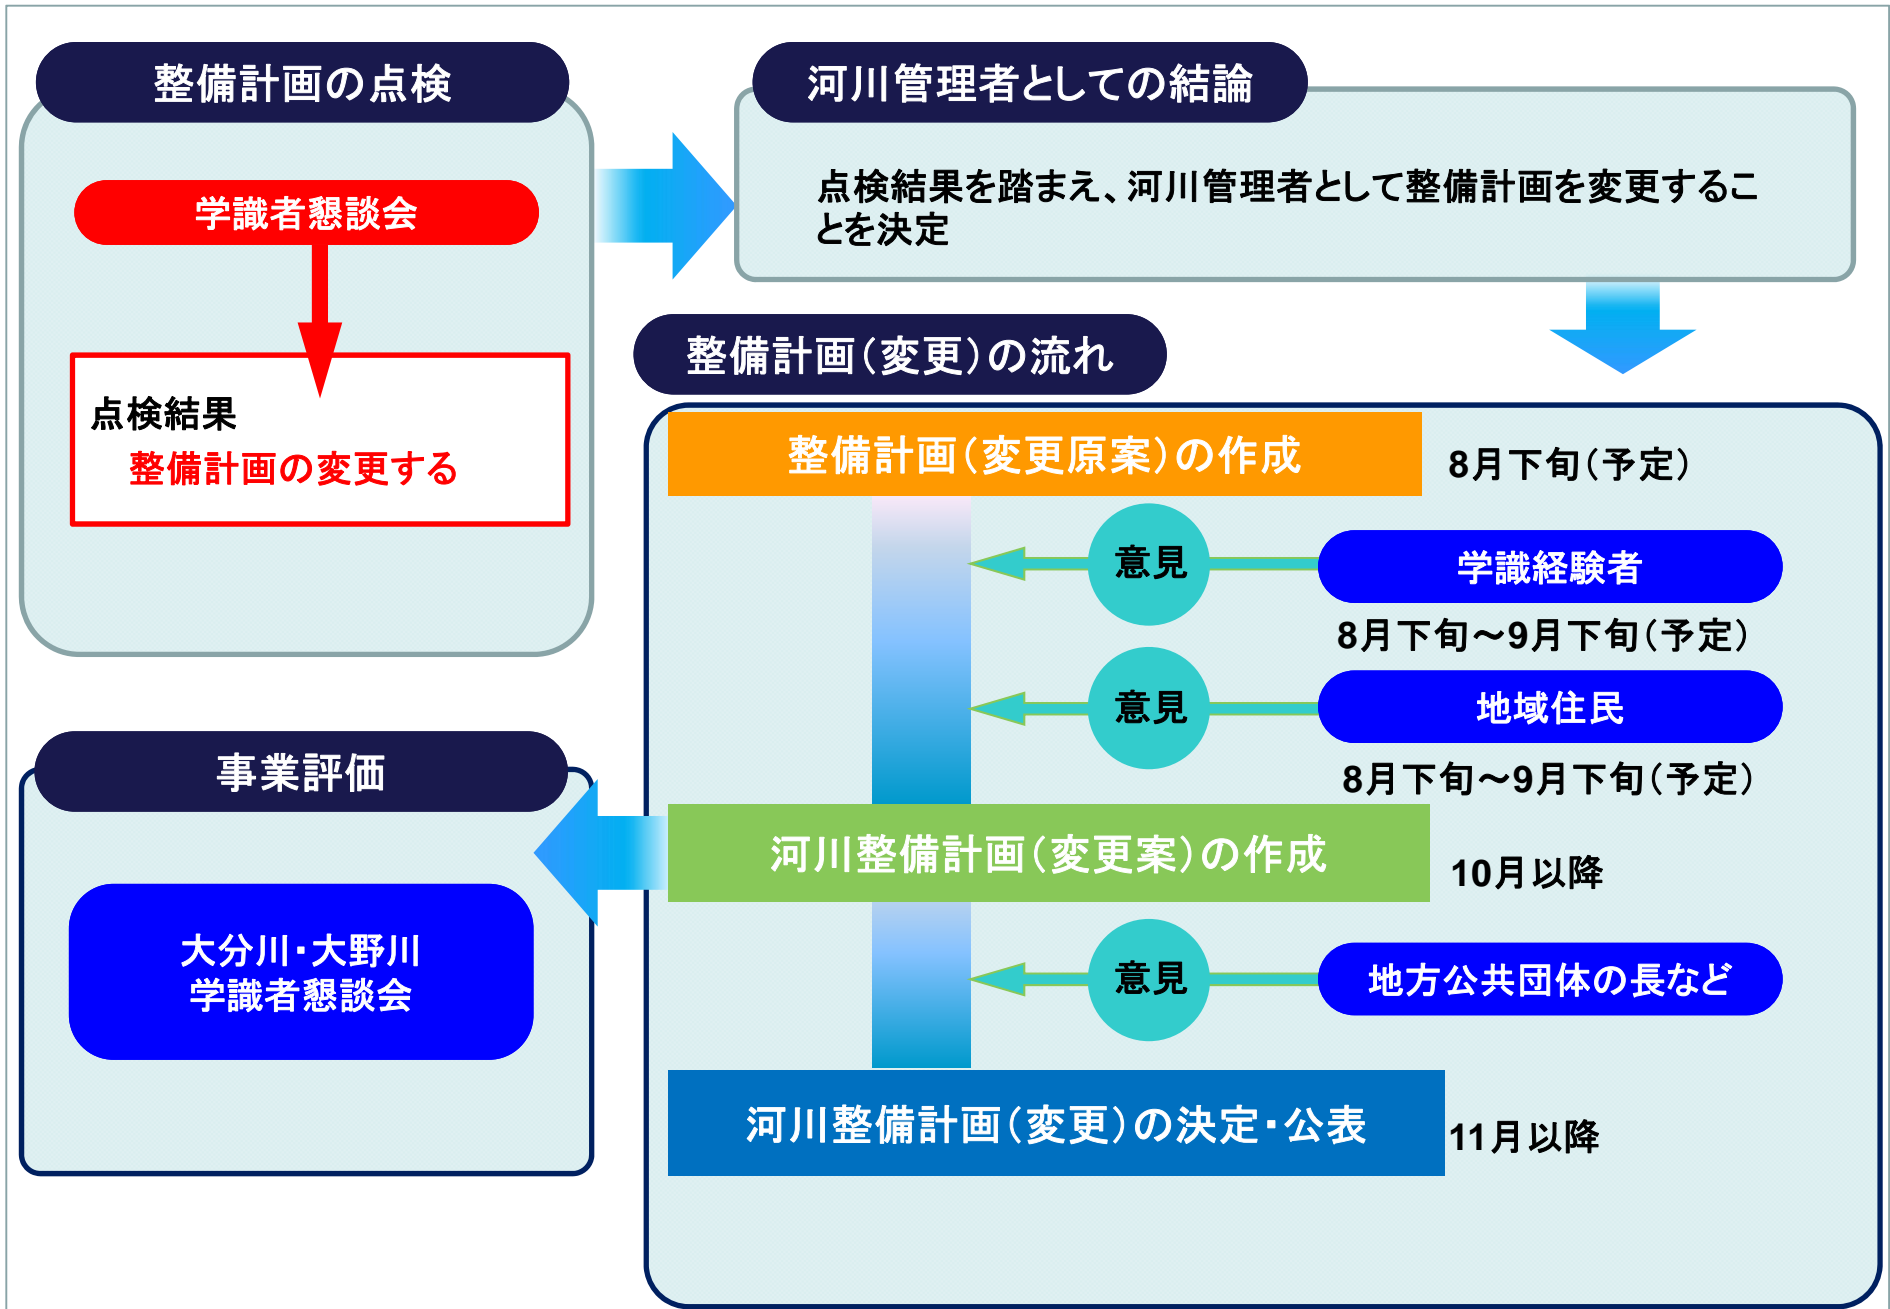 整備計画の点検
学識者懇談会
点検結果
整備計画の変更する
河川管理者としての結論
点検結果を踏まえ、河川管理者として整備計画を変更するこ
とを決定
整備計画(変更)の流れ
整備計画(変更原案)の作成
8月下旬(予定)
意見
学識経験者
8月下旬~9月下旬(予定)
意見
地域住民
8月下旬~9月下旬(予定)
河川整備計画(変更案)の作成
10月以降
意見
地方公共団体の長など
河川整備計画(変更)の決定・公表
11月以降
事業評価
大分川・大野川
学識者懇談会